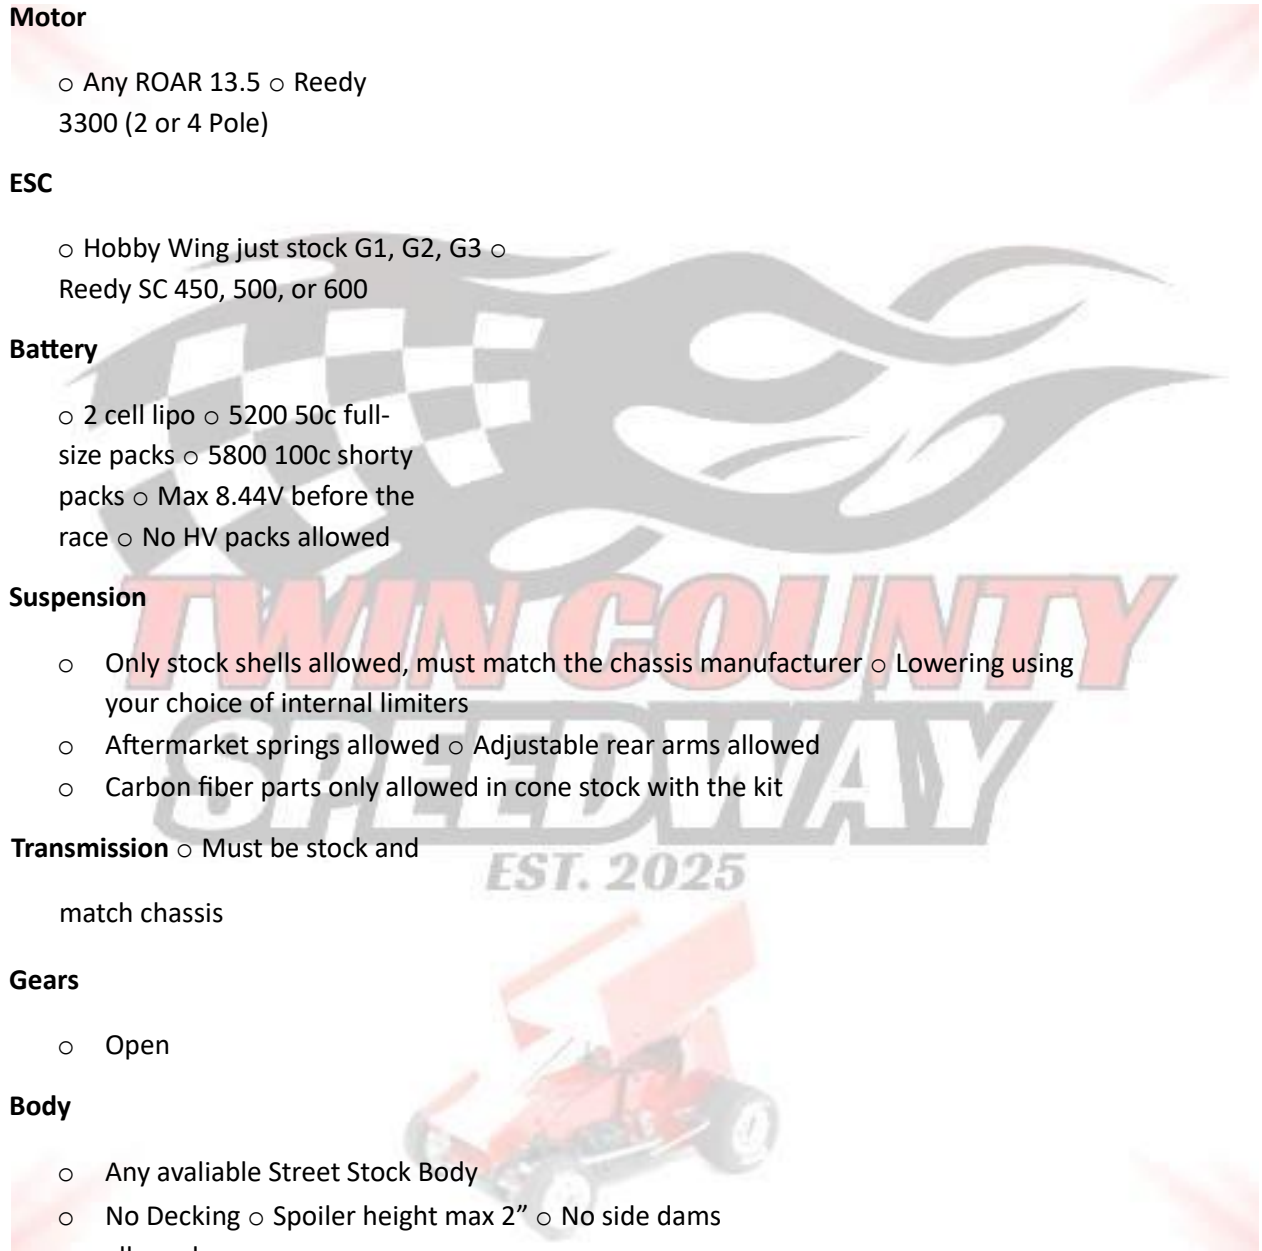 Motor
o Any ROAR 13.5 o Reedy
3300 (2 or 4 Pole)
ESC
o Hobby Wing just stock G1, G2, G3 o
Reedy SC 450, 500, or 600
Battery
o 2 cell lipo o 5200 50c full-
size packs o 5800 100c shorty
packs o Max 8.44V before the
race o No HV packs allowed
Suspension
o Only stock shells allowed, must match the chassis manufacturer o Lowering using
your choice of internal limiters
o Aftermarket springs allowed o Adjustable rear arms allowed
o Carbon fiber parts only allowed in cone stock with the kit
Transmission o Must be stock and
match chassis
Gears
o Open
Body
o Any avaliable Street Stock Body
o No Decking o Spoiler height max 2” o No side dams
TWIN COUNTY
SPEEDWAY
EST. 2025